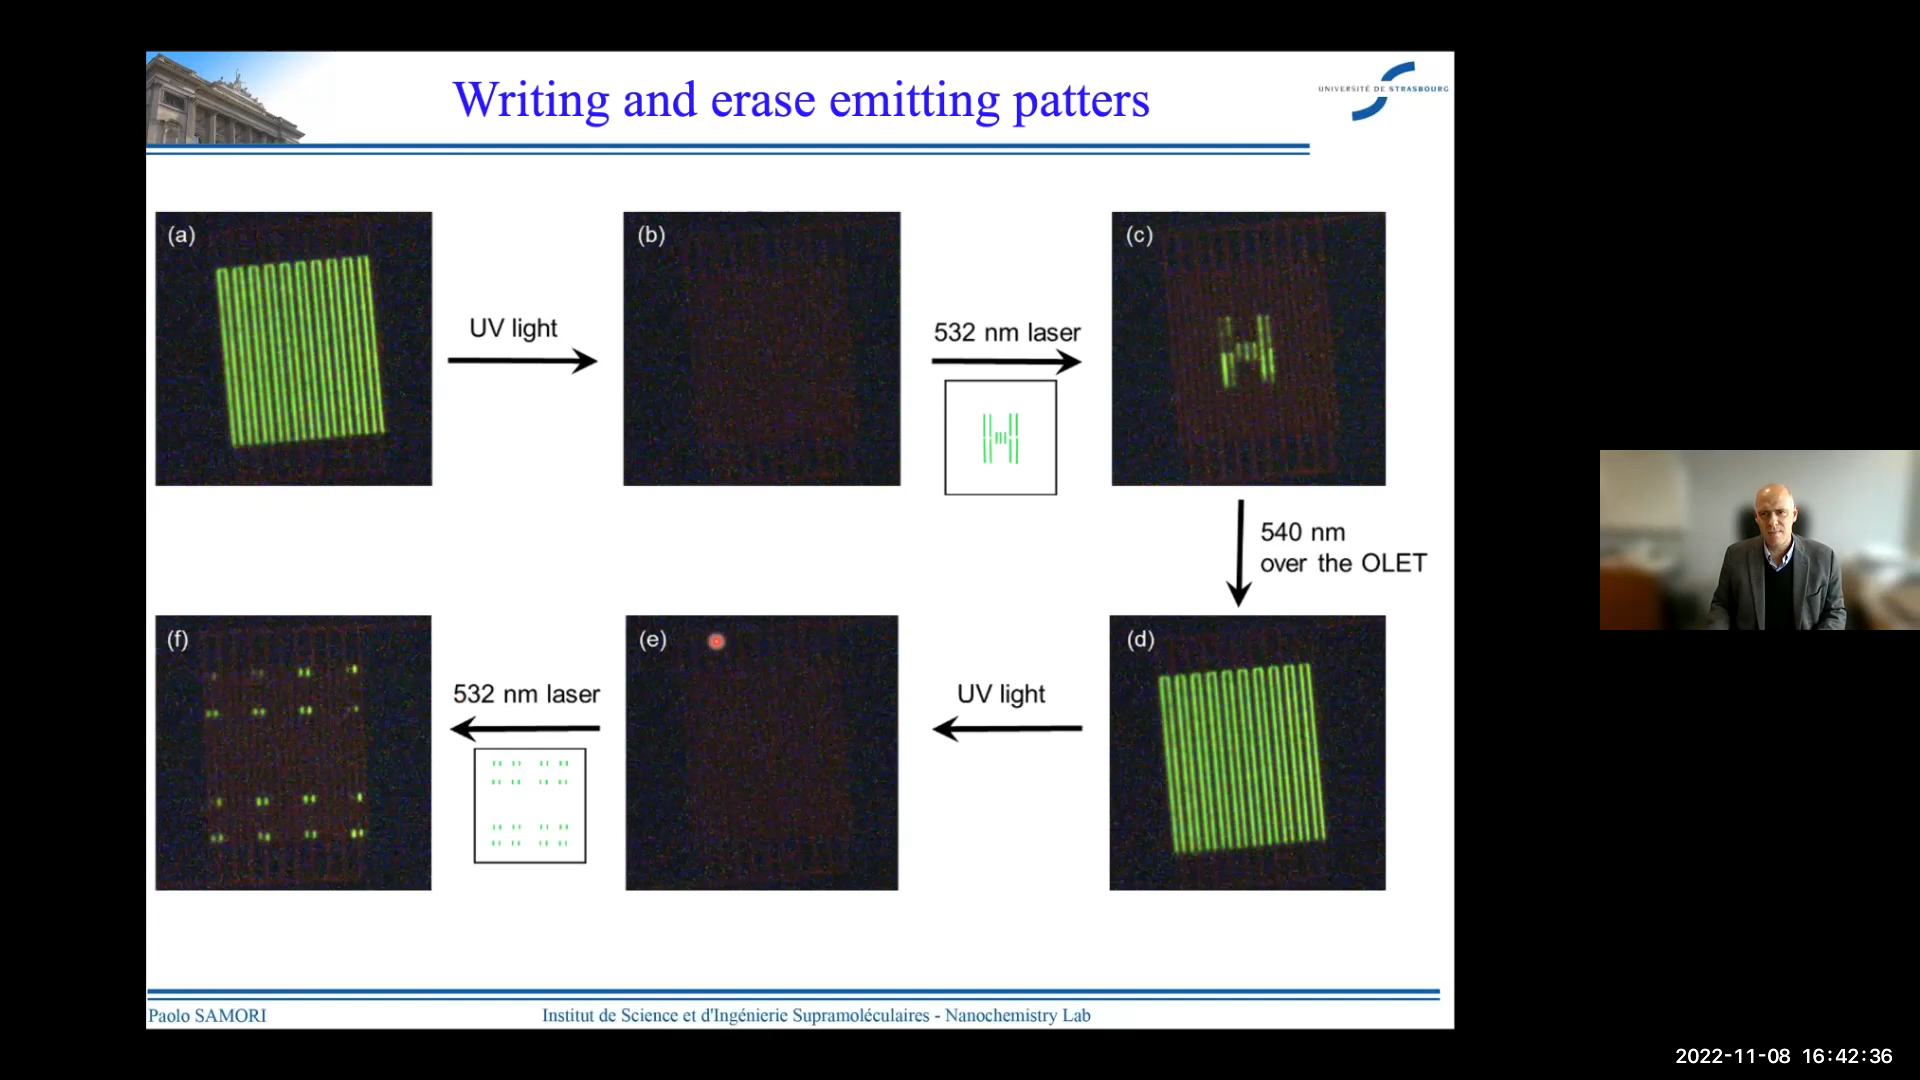 Writing and erase emitting patters
UNIVERSITÉ DE STRASBOURG
(a)
UV light
(b)
532 nm laser
(c)
540 nm
over the OLET
(d)
UV light
(e)
532 nm laser
(f)
Paolo SAMORI
Institut de Science et d'Ingénierie Supramoléculaires - Nanochemistry Lab
2022-11-08 16:42:36